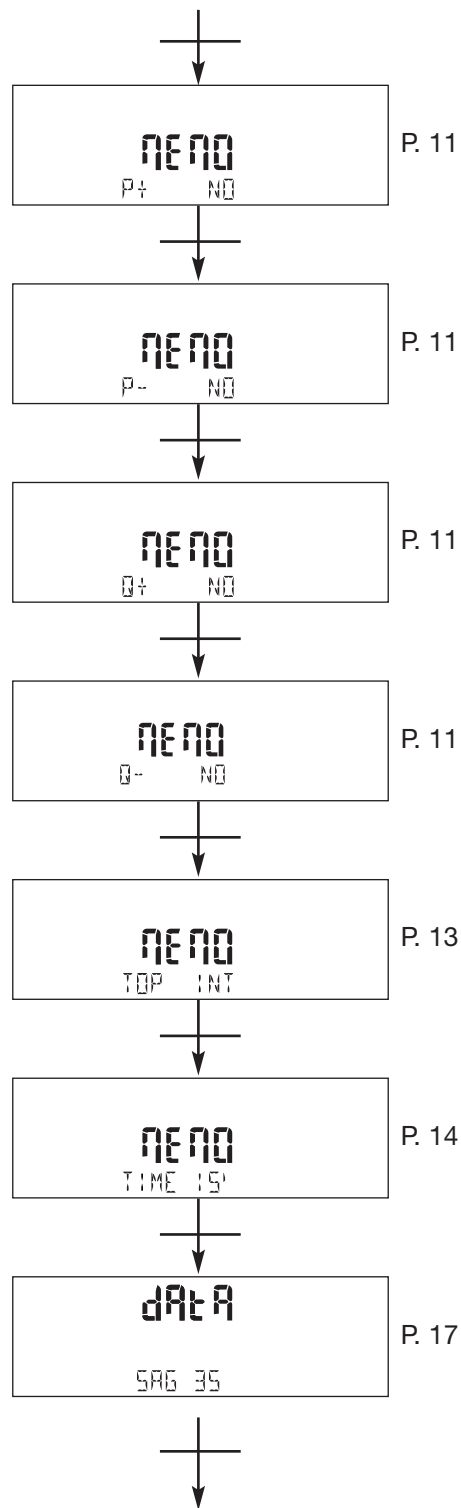 MEMO
P. 11
P+ NO
MEMO
P. 11
P- NO
MEMO
P. 11
Q+ NO
MEMO
P. 11
Q- NO
MEMO
P. 13
TOP INT
MEMO
P. 14
TIME 15'
dAtA
P. 17
SAG 35